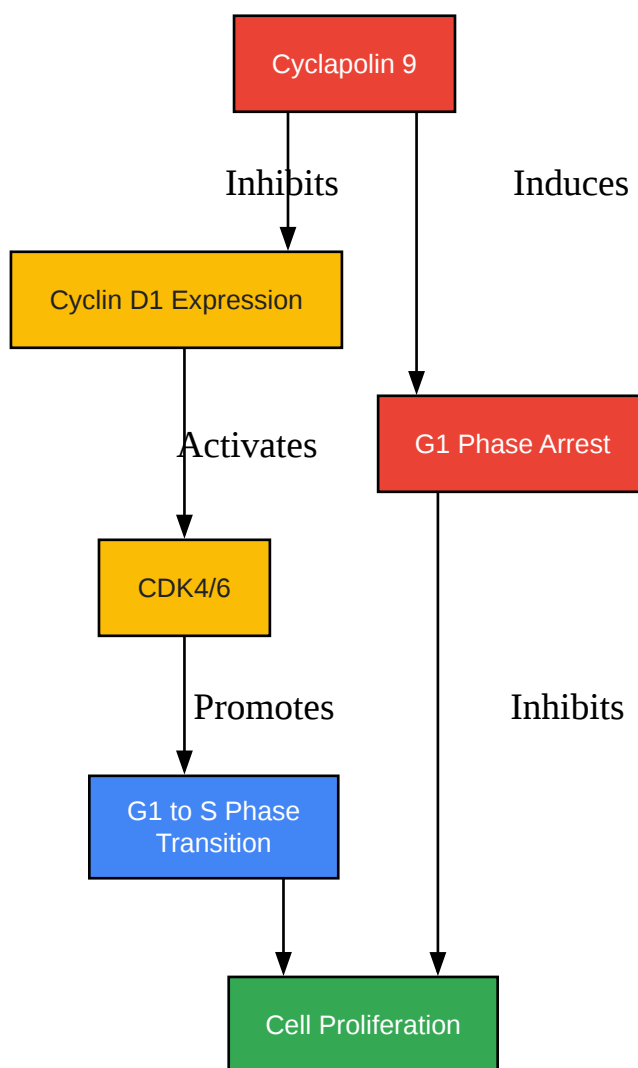 Cyclapolin 9
Inhibits
Induces
Cyclin D1 Expression
Activates
G1 Phase Arrest
CDK4/6
Promotes
Inhibits
G1 to S Phase
Transition
Cell Proliferation